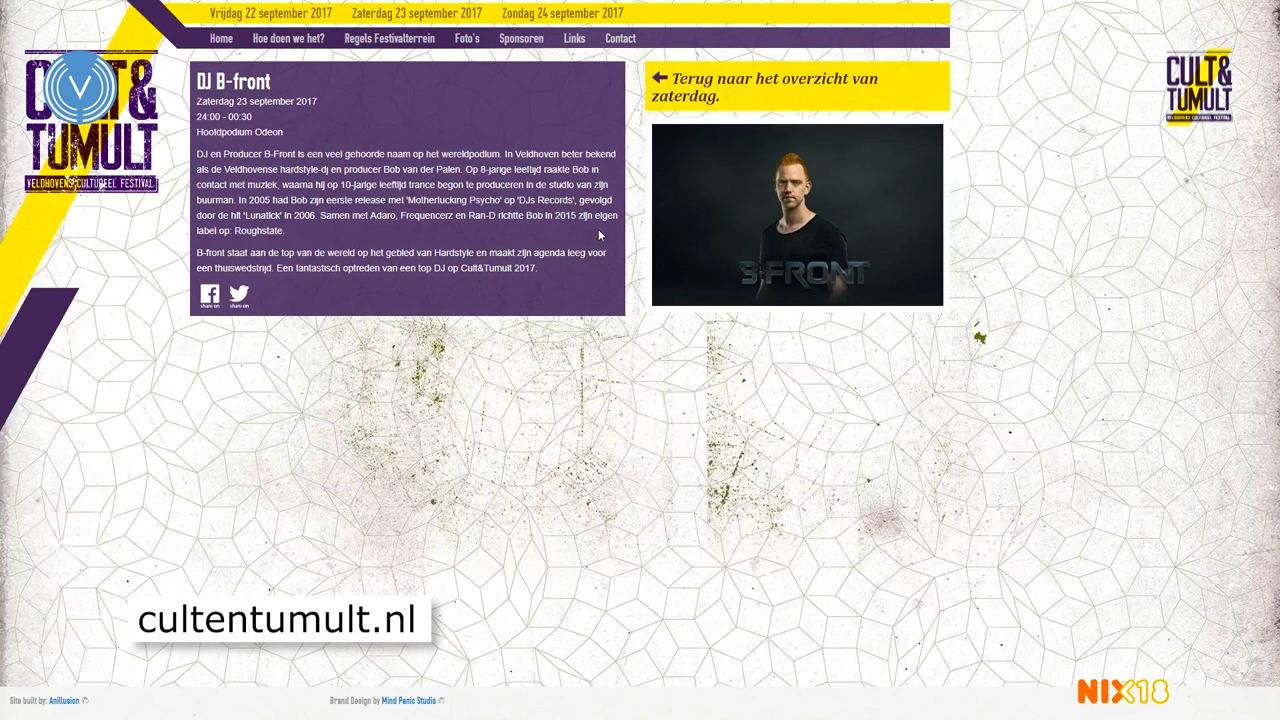 Vrijdag 22 september 2017 Zaterdag 23 september 2017 Zondag 24 september 2017
Home Hoe doen we het? Regels Festivalterrein Foto's Sponsoren Links Contact
CULT&
TUMULT
VELDHOVENS CULTUREEL FESTIVAL
DJ B-front
Zaterdag 23 september 2017
24:00 - 00:30
Hooldpodium Odeon
DJ en Producer B-Front is een veel gehoorde naam op het wereldpodium. In Veldhoven beter bekend
als de Veldhovense hardstyle-dj en producer Bob van der Palen. Op 8-jarige leeftijd raakte Bob in
contact met muziek, waarna hij op 10-jarige leeftijd trance begon te produceren in de studio van zijn
buurman. In 2005 had Bob zijn eerste release met 'Motherfucking Psycho' op 'DJs Records', gevolgd
door de hit 'Lunatick' in 2006. Samen met Adaro, Frequencerz en Ran-D richtte Bob in 2015 zijn eigen
label op: Roughstate.
B-front staat aan de top van de wereld op het gebied van Hardstyle en maakt zijn agenda leeg voor
een thuiswedstrijd. Een fantastisch optreden van een top DJ op Cult&Tumult 2017.
share on share on
Terug naar het overzicht van
zaterdag.
B-FRONT
CULT&
TUMULT
VELDHOVENS CULTUREEL FESTIVAL
cultentumult.nl
Site built by: Anillusion © Brand Design by Mind Panic Studio ©
NIX18